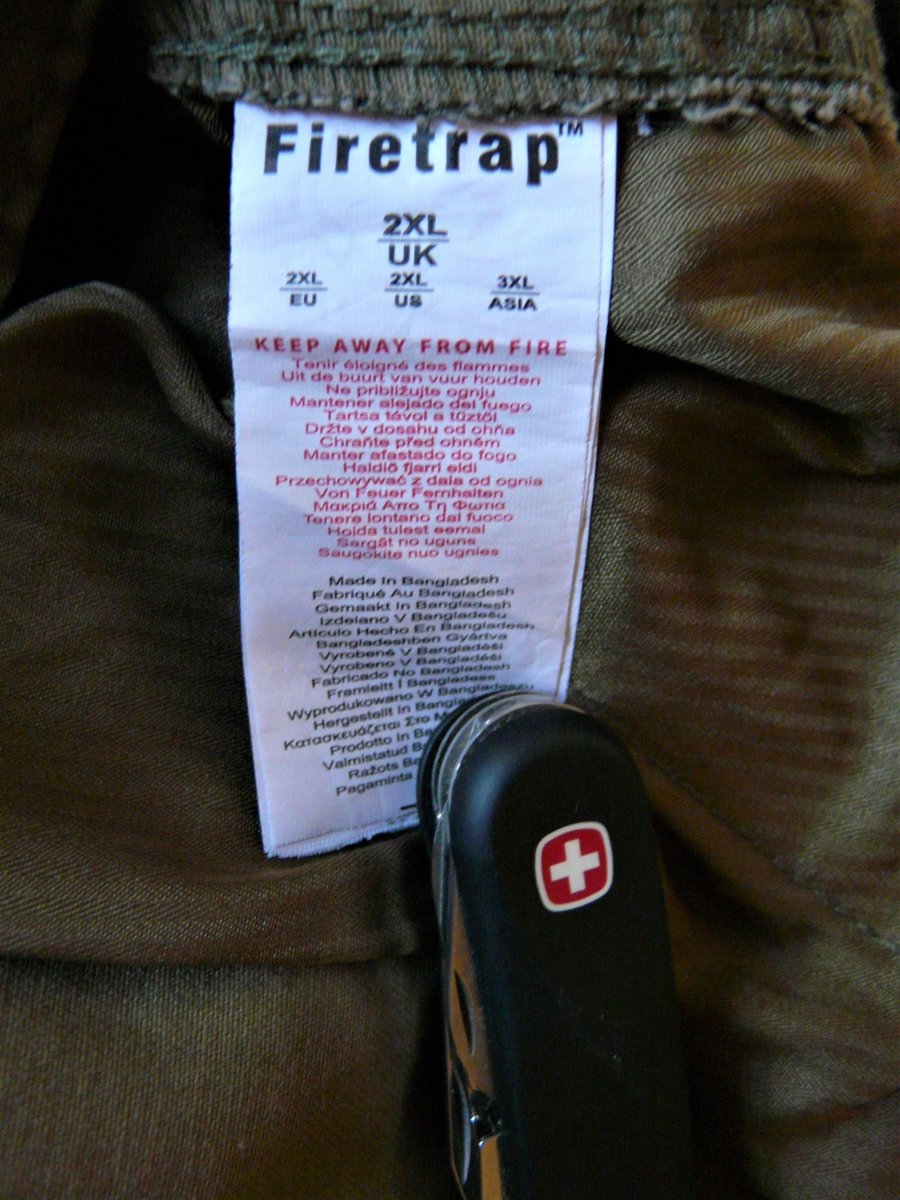 Firetrap™
2XL
UK
2XL 2XL 3XL
EU US ASIA
KEEP AWAY FROM FIRE
Tenir éloigné des flammes
Uit de buurt van vuur houden
Ne približujte ognju
Mantener alejado del fuego
Tartsa távol a tűztől
Držte v dosahu od ohňa
Chraňte před ohněm
Manter afastado do fogo
Haldið fjarri eldi
Przechowywać z dala od ognia
Von Feuer Fernhalten
Μακριά Απο Τη Φωτια
Tenere lontano dal fuoco
Hoida tulest eemal
Sargāt no uguns
Saugokite nuo ugnies
Made In Bangladesh
Fabriqué Au Bangladesh
Gemaakt In Bangladesh
Izdelano V Bangladešu
Artículo Hecho En Bangladesh
Bangladeshben Gyártva
Vyrobené V Bangladéši
Vyrobeno V Bangladéši
Fabricado No Bangladesh
Framleitt Í Bangladess
Wyprodukowano W Bangladeszu
Hergestellt In
Κατασκευάζεται Στο
Prodotto In
Valmistatud
Ražots
Pagaminta